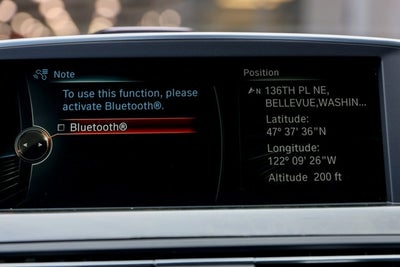 Note
To use this function, please
activate Bluetooth®.
Bluetooth®
Position
N 136TH PL NE,
BELLEVUE,WASHIN...
Latitude:
47° 37' 36"N
Longitude:
122° 09' 26"W
Altitude 200 ft